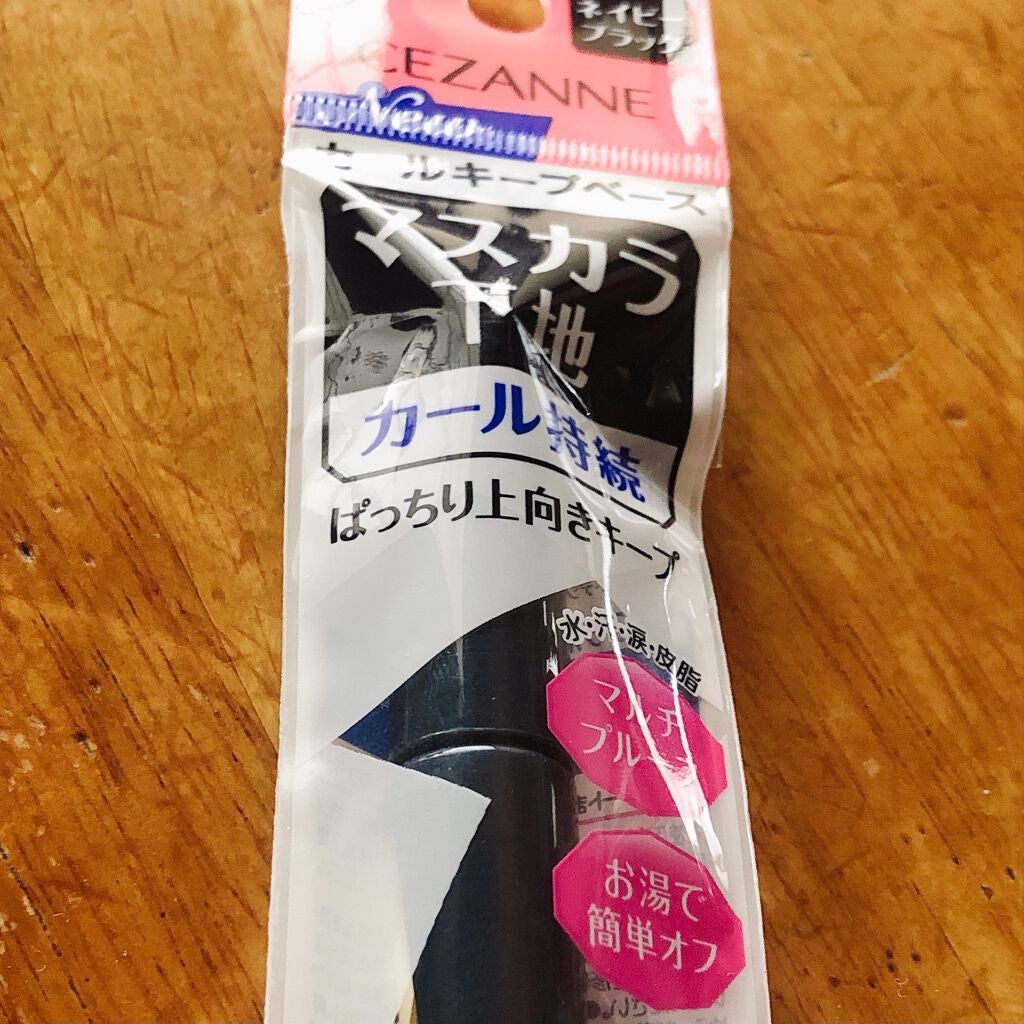 ネイビー
ブラック
CEZANNE
New
カールキープベース
マスカラ
下地
カール持続
ぱっちり上向きキープ
水・汗・涙・皮脂
マルチ
プルーフ
お湯で
簡単オフ